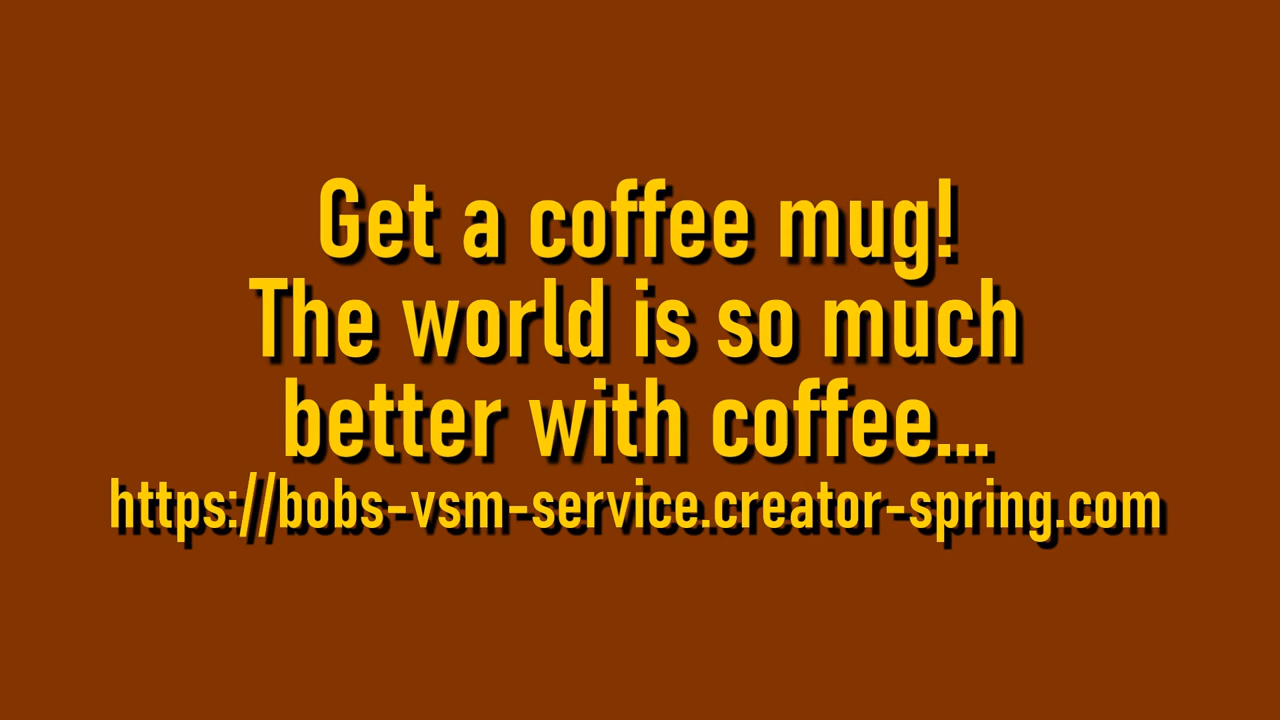 Get a coffee mug!
The world is so much
better with coffee...
https://bobs-vsm-service.creator-spring.com